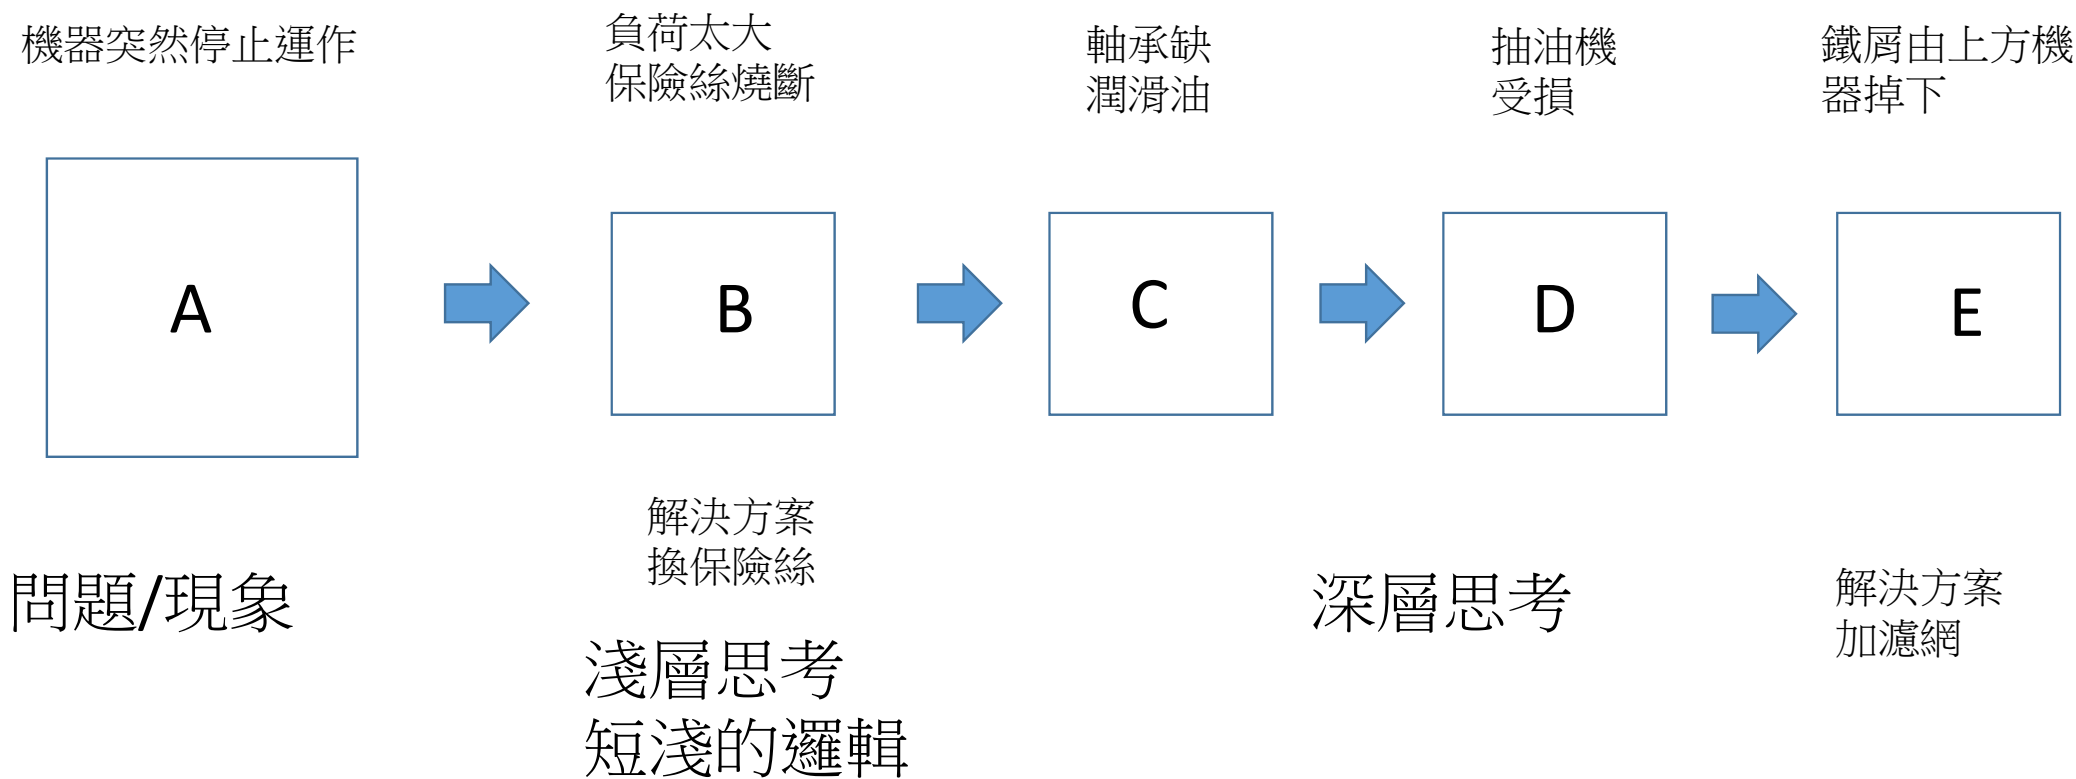 機器突然停止運作
負荷太大
保險絲燒斷
軸承缺
潤滑油
抽油機
受損
鐵屑由上方機
器掉下
A
B
C
D
E
解決方案
換保險絲
問題/現象
淺層思考
短淺的邏輯
深層思考
解決方案
加濾網